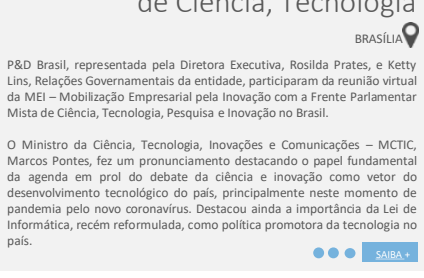 de Ciência, Tecnologia
BRASÍLIA
P&D Brasil, representada pela Diretora Executiva, Rosilda Prates, e Ketty
Lins, Relações Governamentais da entidade, participaram da reunião virtual
da MEI – Mobilização Empresarial pela Inovação com a Frente Parlamentar
Mista de Ciência, Tecnologia, Pesquisa e Inovação no Brasil.
O Ministro da Ciência, Tecnologia, Inovações e Comunicações – MCTIC,
Marcos Pontes, fez um pronunciamento destacando o papel fundamental
da agenda em prol do debate da ciência e inovação como vetor do
desenvolvimento tecnológico do país, principalmente neste momento de
pandemia pelo novo coronavírus. Destacou ainda a importância da Lei de
Informática, recém reformulada, como política promotora da tecnologia no
país.
SAIBA +